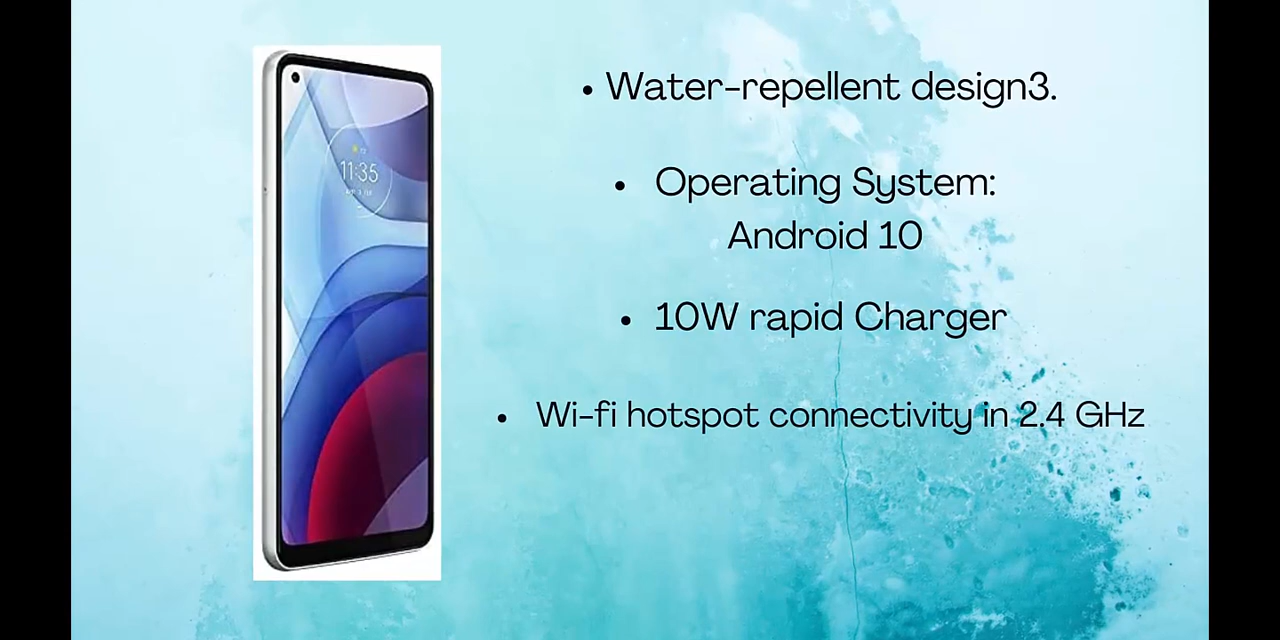 11:35
• Water-repellent design3.
• Operating System:
Android 10
• 10W rapid Charger
• Wi-fi hotspot connectivity in 2.4 GHz